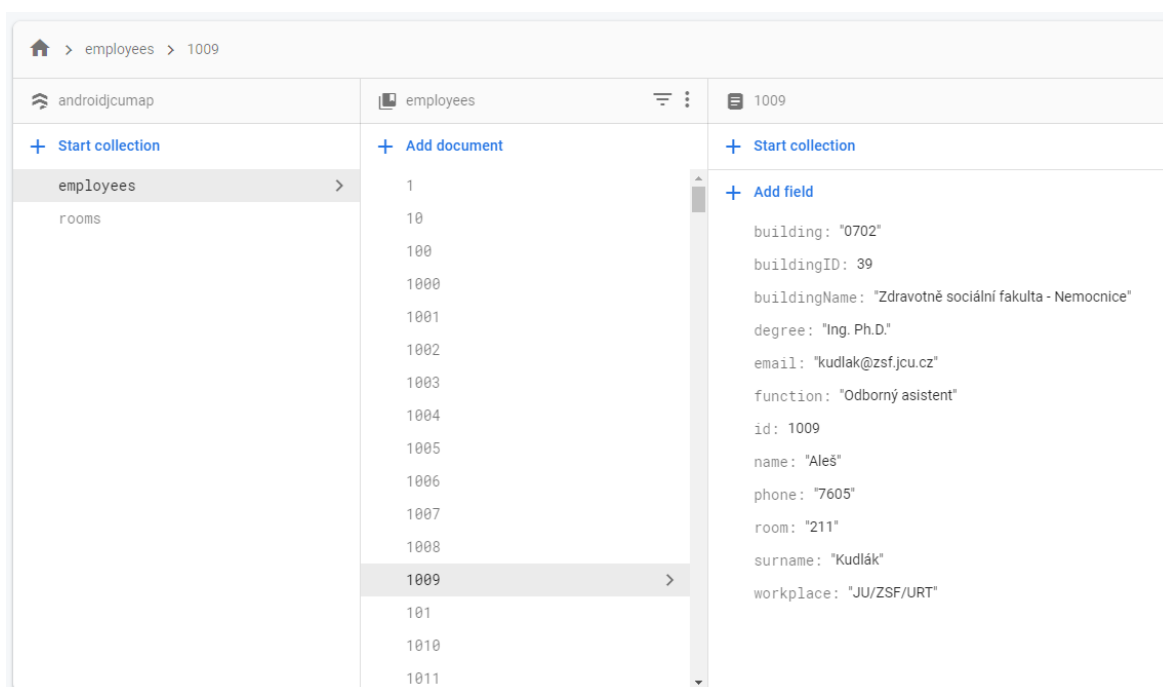 employees > 1009
androidjcumap
+ Start collection
employees
rooms
employees
+ Add document
1
10
100
1000
1001
1002
1003
1004
1005
1006
1007
1008
1009
101
1010
1011
1009
+ Start collection
+ Add field
building: "0702"
buildingID: 39
buildingName: "Zdravotně sociální fakulta - Nemocnice"
degree: "Ing. Ph.D."
email: "kudlak@zsf.jcu.cz"
function: "Odborný asistent"
id: 1009
name: "Aleš"
phone: "7605"
room: "211"
surname: "Kudlák"
workplace: "JU/ZSF/URT"